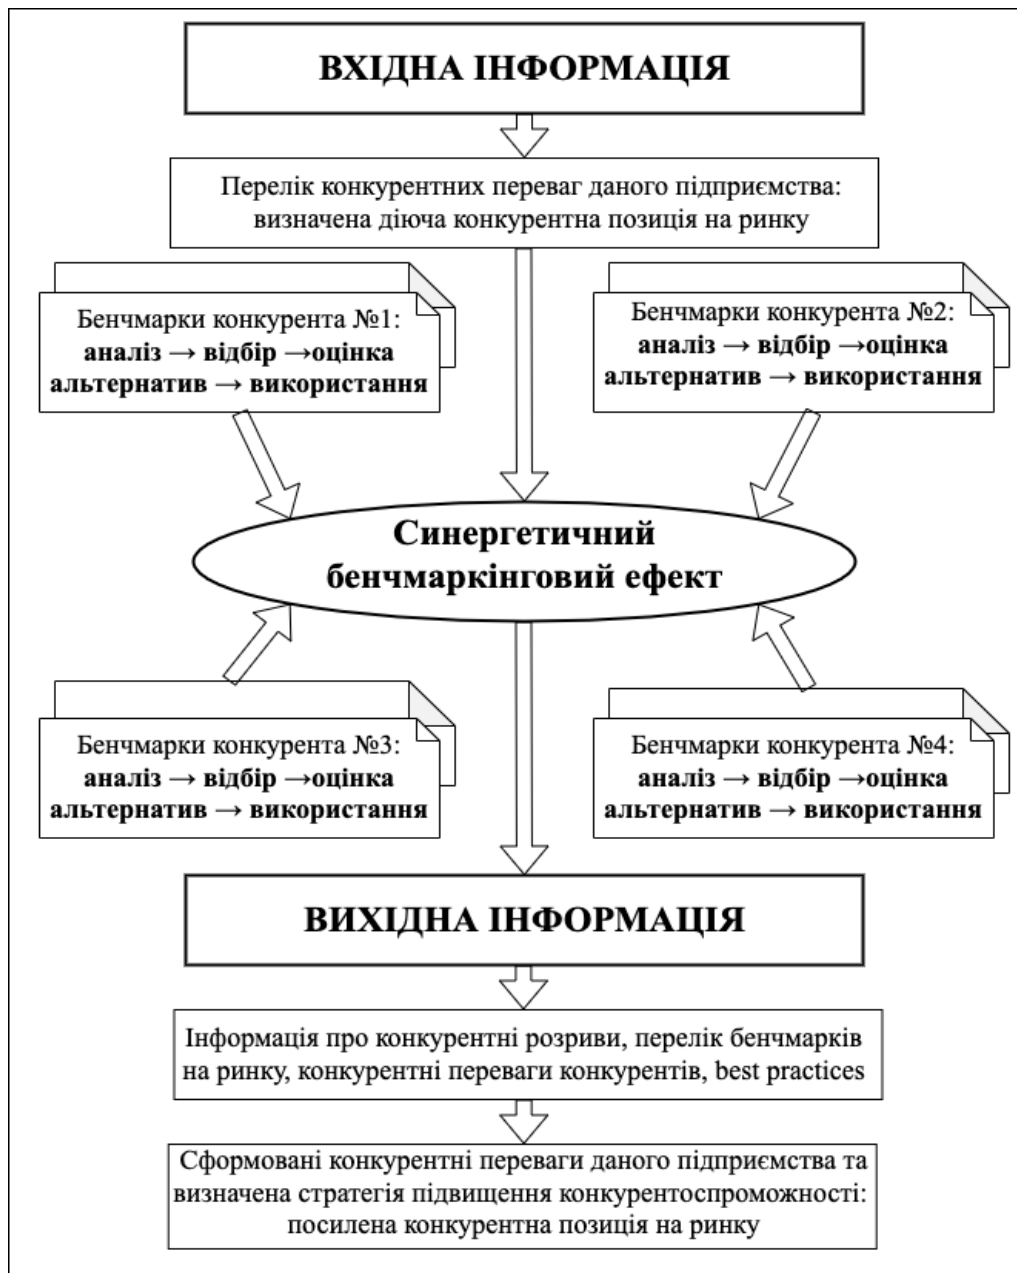 ВХІДНА ІНФОРМАЦІЯ
Перелік конкурентних переваг даного підприємства:
визначена діюча конкурентна позиція на ринку
Бенчмарки конкурента №1:
аналіз → відбір →оцінка
альтернатив → використання
Бенчмарки конкурента №2:
аналіз → відбір →оцінка
альтернатив → використання
Синергетичний
бенчмаркінговий ефект
Бенчмарки конкурента №3:
аналіз → відбір →оцінка
альтернатив → використання
Бенчмарки конкурента №4:
аналіз → відбір →оцінка
альтернатив → використання
ВИХІДНА ІНФОРМАЦІЯ
Інформація про конкурентні розриви, перелік бенчмарків
на ринку, конкурентні переваги конкурентів, best practices
Сформовані конкурентні переваги даного підприємства та
визначена стратегія підвищення конкурентоспроможності:
посилена конкурентна позиція на ринку